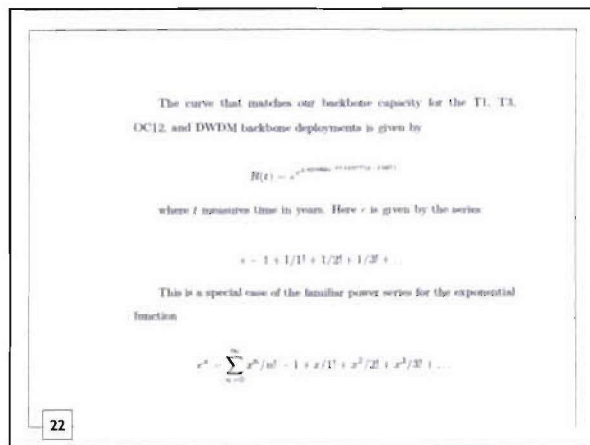 The curve that matches our backbone capacity for the T1, T3,
OC12, and DWDM backbone deployments is given by
B(t) = e
where t measures time in years. Here e is given by the series
e = 1 + 1/1! + 1/2! + 1/3! + ...
This is a special case of the familiar power series for the exponential
function
e^x = ∑_{n=0}^∞ x^n/n! = 1 + x/1! + x^2/2! + x^3/3! + ...
22